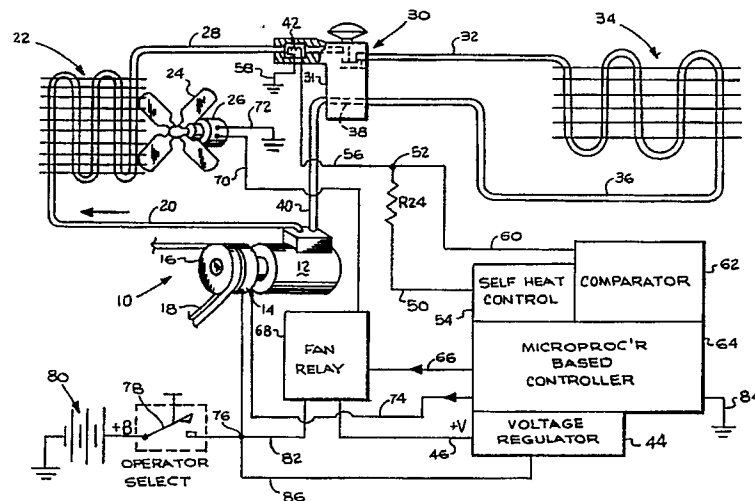 22
28
42
30
32
34
58
24
26
72
31
38
56
52
36
70
40
R24
20
60
16
12
SELF HEAT
CONTROL
COMPARATOR
62
10
18
14
50
54
68
FAN
RELAY
66
MICROPROC'R
BASED
CONTROLLER
64
80
78
76
74
84
+B
+V
VOLTAGE
REGULATOR
44
OPERATOR
SELECT
82
46
86